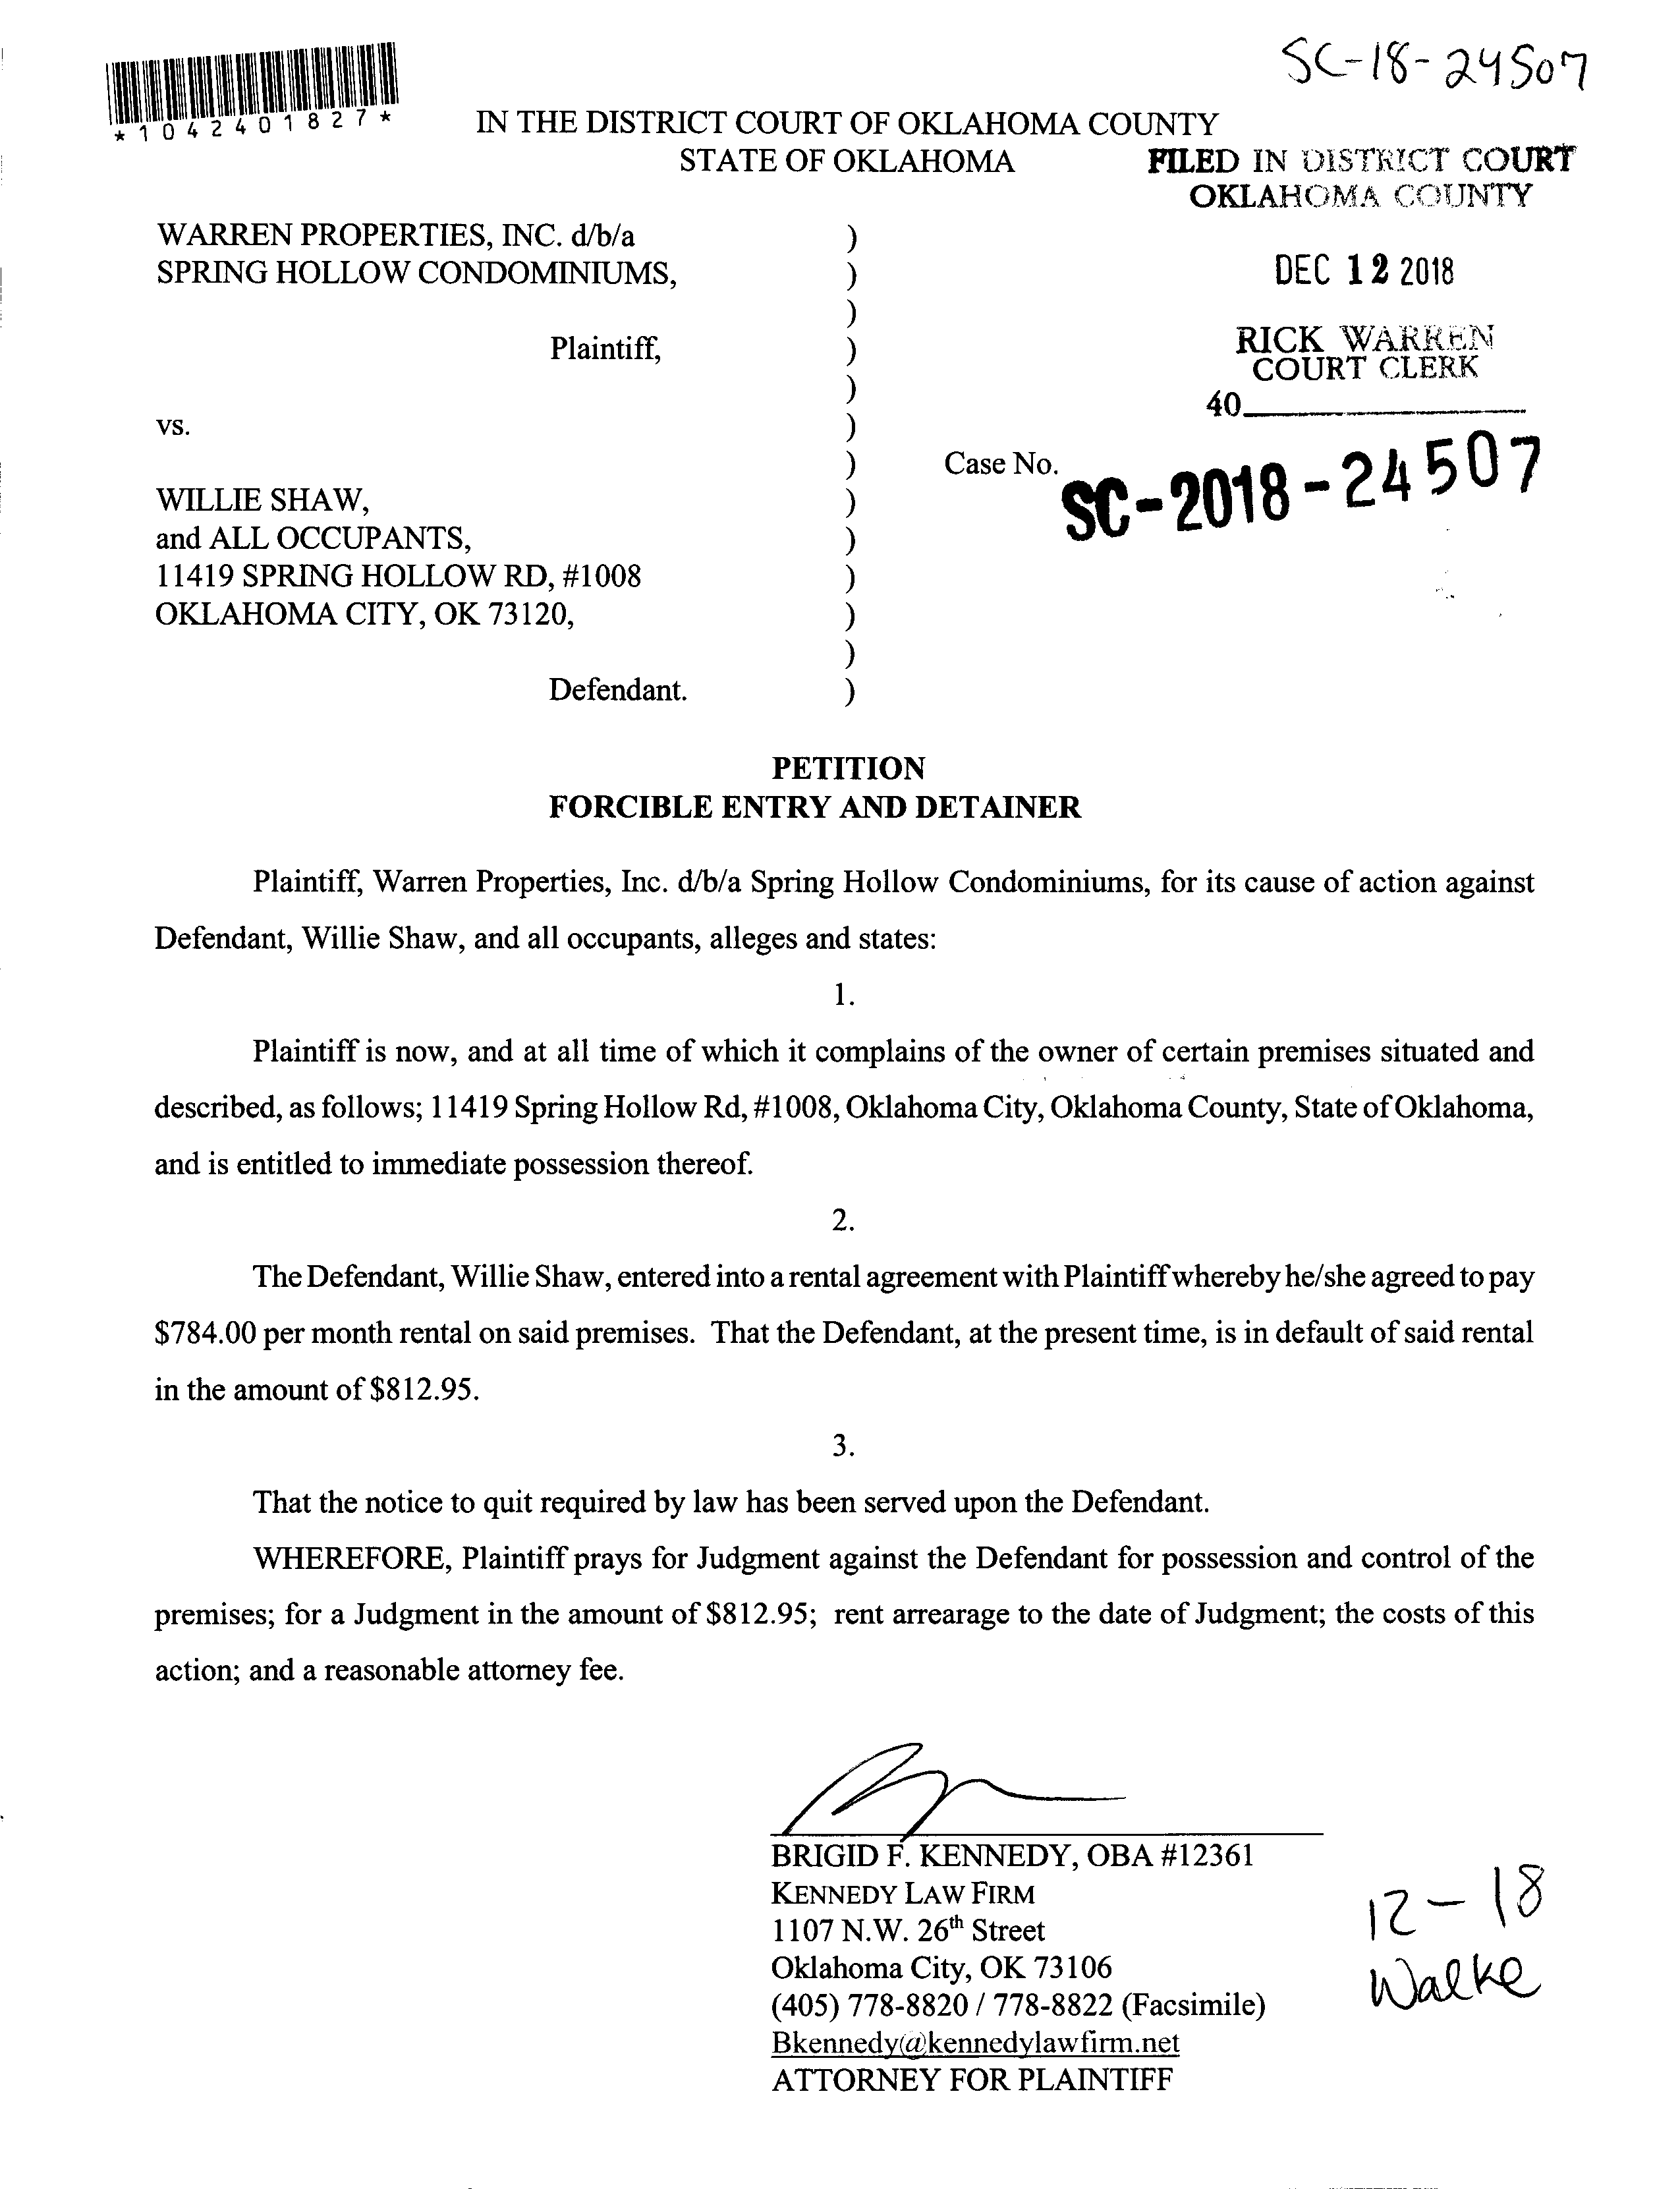 SC-18-24507
*1042401827*
IN THE DISTRICT COURT OF OKLAHOMA COUNTY
STATE OF OKLAHOMA
FILED IN DISTRICT COURT
OKLAHOMA COUNTY
WARREN PROPERTIES, INC. d/b/a )
SPRING HOLLOW CONDOMINIUMS, )
)
DEC 12 2018
Plaintiff, )
RICK WARREN
COURT CLERK
)
40
vs. )
) Case No. SC-2018-24507
WILLIE SHAW, )
and ALL OCCUPANTS, )
11419 SPRING HOLLOW RD, #1008 )
OKLAHOMA CITY, OK 73120, )
)
Defendant. )
PETITION
FORCIBLE ENTRY AND DETAINER
Plaintiff, Warren Properties, Inc. d/b/a Spring Hollow Condominiums, for its cause of action against
Defendant, Willie Shaw, and all occupants, alleges and states:
1.
Plaintiff is now, and at all time of which it complains of the owner of certain premises situated and
described, as follows; 11419 Spring Hollow Rd, #1008, Oklahoma City, Oklahoma County, State of Oklahoma,
and is entitled to immediate possession thereof.
2.
The Defendant, Willie Shaw, entered into a rental agreement with Plaintiff whereby he/she agreed to pay
$784.00 per month rental on said premises. That the Defendant, at the present time, is in default of said rental
in the amount of $812.95.
3.
That the notice to quit required by law has been served upon the Defendant.
WHEREFORE, Plaintiff prays for Judgment against the Defendant for possession and control of the
premises; for a Judgment in the amount of $812.95; rent arrearage to the date of Judgment; the costs of this
action; and a reasonable attorney fee.
BRIGID F. KENNEDY, OBA #12361
KENNEDY LAW FIRM
1107 N.W. 26th Street
Oklahoma City, OK 73106
(405) 778-8820 / 778-8822 (Facsimile)
Bkennedy@kennedylawfirm.net
ATTORNEY FOR PLAINTIFF
12-18
Walke